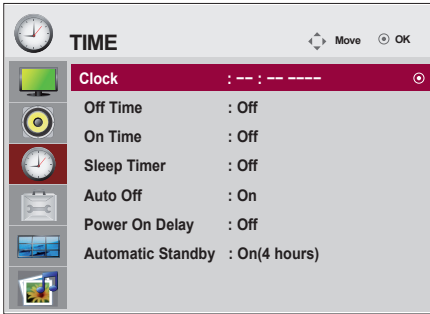 TIME Move OK
Clock : -- : -- ----
Off Time : Off
On Time : Off
Sleep Timer : Off
Auto Off : On
Power On Delay : Off
Automatic Standby : On(4 hours)